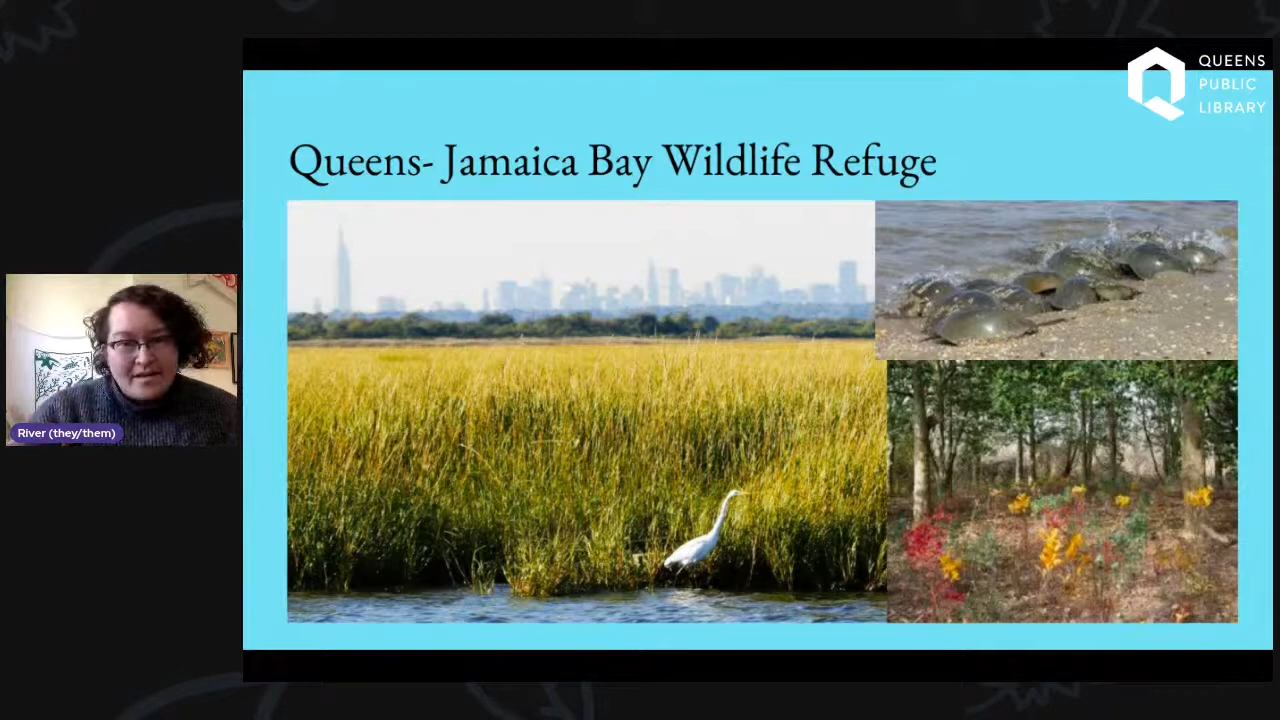 QUEENS
PUBLIC
LIBRARY
Queens- Jamaica Bay Wildlife Refuge
River (they/them)